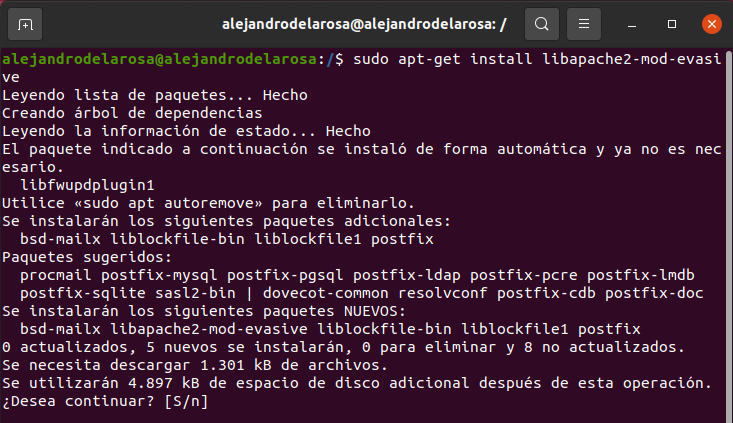 alejandrodelarosa@alejandrodelarosa: /
alejandrodelarosa@alejandrodelarosa:/$ sudo apt-get install libapache2-mod-evasi
ve
Leyendo lista de paquetes... Hecho
Creando árbol de dependencias
Leyendo la información de estado... Hecho
El paquete indicado a continuación se instaló de forma automática y ya no es nec
esario.
  libfwupdplugin1
Utilice «sudo apt autoremove» para eliminarlo.
Se instalarán los siguientes paquetes adicionales:
  bsd-mailx liblockfile-bin liblockfile1 postfix
Paquetes sugeridos:
  procmail postfix-mysql postfix-pgsql postfix-ldap postfix-pcre postfix-lmdb
  postfix-sqlite sasl2-bin | dovecot-common resolvconf postfix-cdb postfix-doc
Se instalarán los siguientes paquetes NUEVOS:
  bsd-mailx libapache2-mod-evasive liblockfile-bin liblockfile1 postfix
0 actualizados, 5 nuevos se instalarán, 0 para eliminar y 8 no actualizados.
Se necesita descargar 1.301 kB de archivos.
Se utilizarán 4.897 kB de espacio de disco adicional después de esta operación.
¿Desea continuar? [S/n]